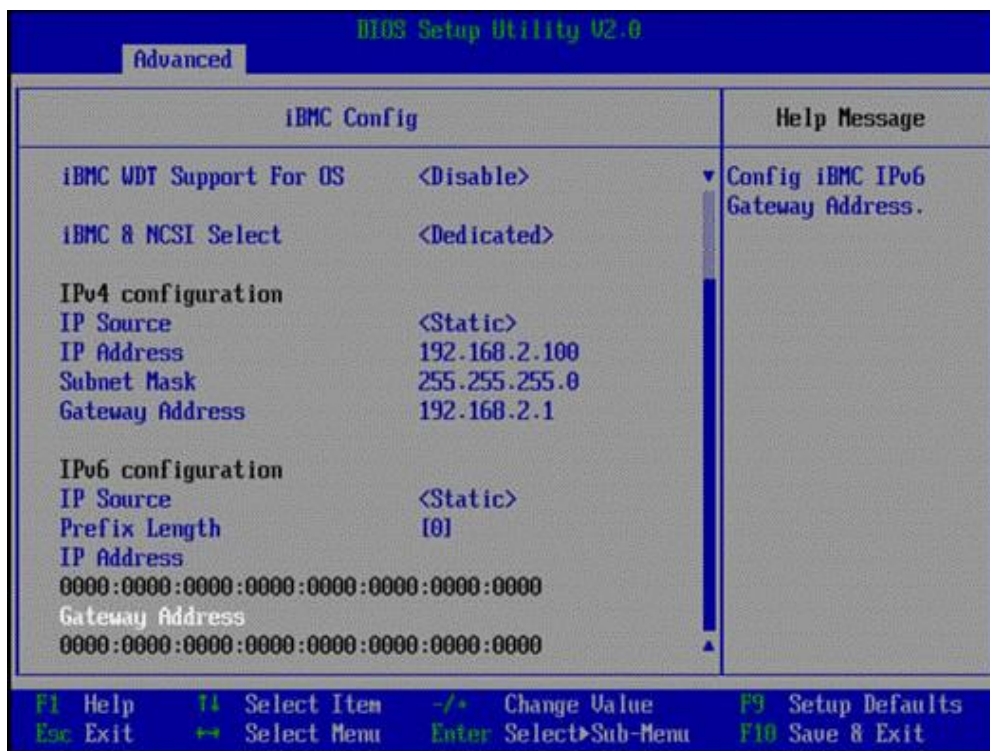 BIOS Setup Utility V2.0
Advanced
iBMC Config
Help Message
iBMC WDT Support For OS <Disable>
Config iBMC IPv6
Gateway Address.
iBMC & NCSI Select <Dedicated>
IPv4 configuration
IP Source <Static>
IP Address 192.168.2.100
Subnet Mask 255.255.255.0
Gateway Address 192.168.2.1
IPv6 configuration
IP Source <Static>
Prefix Length [0]
IP Address
0000:0000:0000:0000:0000:0000:0000:0000
Gateway Address
0000:0000:0000:0000:0000:0000:0000:0000
F1 Help ↑↓ Select Item -/+ Change Value F9 Setup Defaults
Esc Exit ↔ Select Menu Enter Select▶Sub-Menu F10 Save & Exit